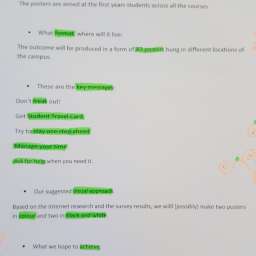 The posters are aimed at the first years students across all the courses.
• What format, where will it live:
The outcome will be produced in a form of A3 posters hung in different locations of
the campus.
• These are the key messages
Don't freak out!
Get Student Travel Card.
Try to stay one step ahead
Manage your time
Ask for help when you need it.
• Our suggested visual approach
Based on the internet research and the survey results, we will (possibly) make two posters
in colour and two in black and white
• What we hope to achieve